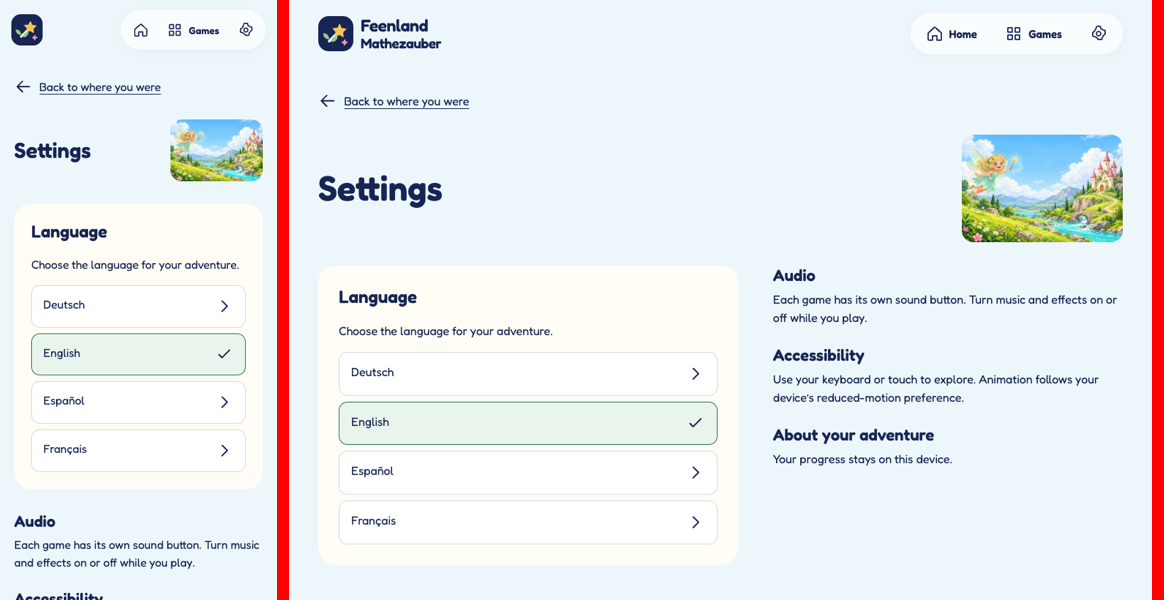 Games
Back to where you were
Settings
Language
Choose the language for your adventure.
Deutsch
English
Español
Français
Audio
Each game has its own sound button. Turn music
and effects on or off while you play.
Accessibility
Feenland
Mathezauber
Home
Games
Back to where you were
Settings
Language
Choose the language for your adventure.
Deutsch
English
Español
Français
Audio
Each game has its own sound button. Turn music and effects on or
off while you play.
Accessibility
Use your keyboard or touch to explore. Animation follows your
device's reduced-motion preference.
About your adventure
Your progress stays on this device.